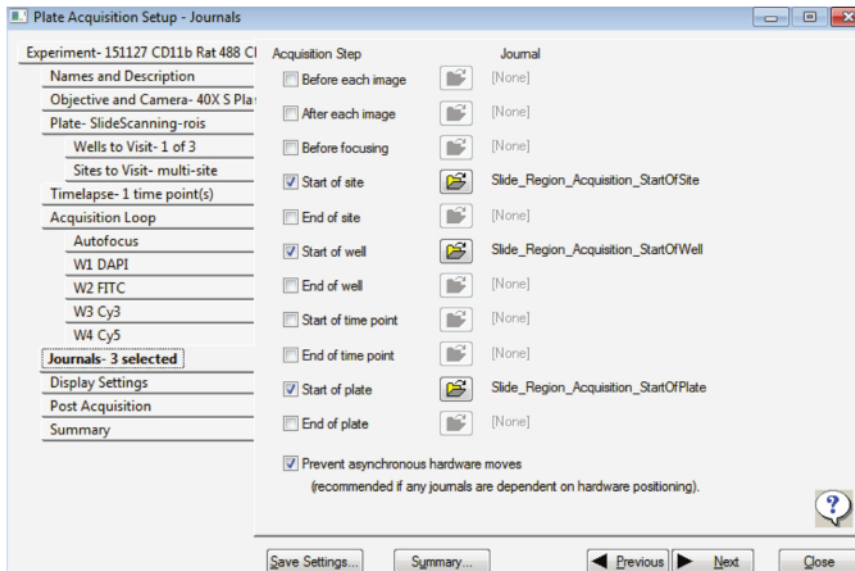 Plate Acquisition Setup - Journals
Experiment- 151127 CD11b Rat 488 Cl
Names and Description
Objective and Camera- 40X S Pla
Plate- SlideScanning-rois
Wells to Visit- 1 of 3
Sites to Visit- multi-site
Timelapse- 1 time point(s)
Acquisition Loop
Autofocus
W1 DAPI
W2 FITC
W3 Cy3
W4 Cy5
Journals- 3 selected
Display Settings
Post Acquisition
Summary
Acquisition Step Journal
Before each image [None]
After each image [None]
Before focusing [None]
Start of site Slide_Region_Acquisition_StartOfSite
End of site [None]
Start of well Slide_Region_Acquisition_StartOfWell
End of well [None]
Start of time point [None]
End of time point [None]
Start of plate Slide_Region_Acquisition_StartOfPlate
End of plate [None]
Prevent asynchronous hardware moves
(recommended if any journals are dependent on hardware positioning).
?
Save Settings... Summary... Previous Next Close